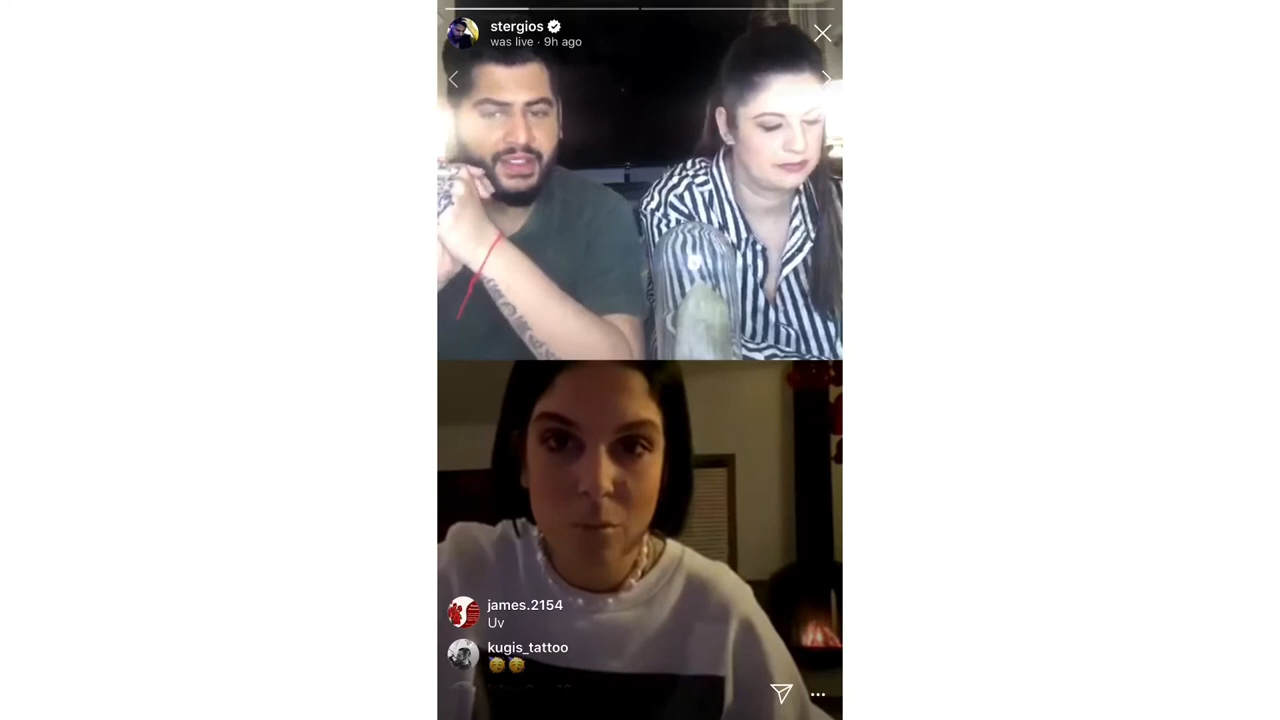 stergios
was live · 9h ago
james.2154
Uv
kugis_tattoo
🥳🥳